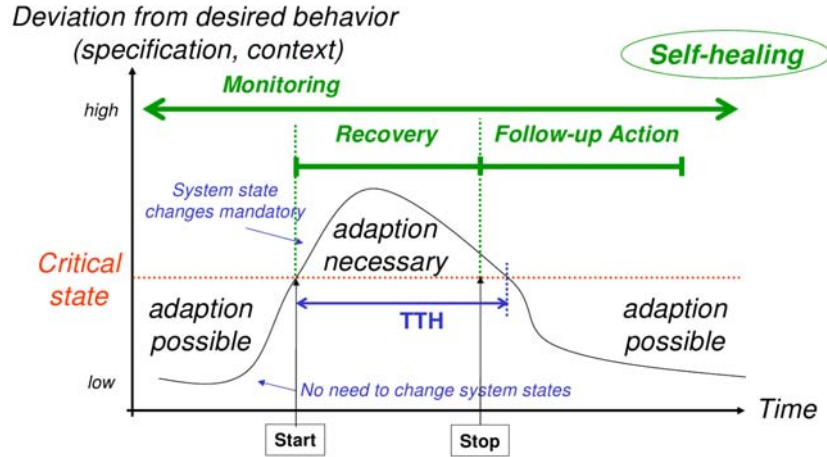 Deviation from desired behavior
(specification, context)
Self-healing
Monitoring
high
Recovery
Follow-up Action
System state
changes mandatory
adaption
necessary
Critical
state
adaption
possible
TTH
adaption
possible
low
No need to change system states
Time
Start
Stop